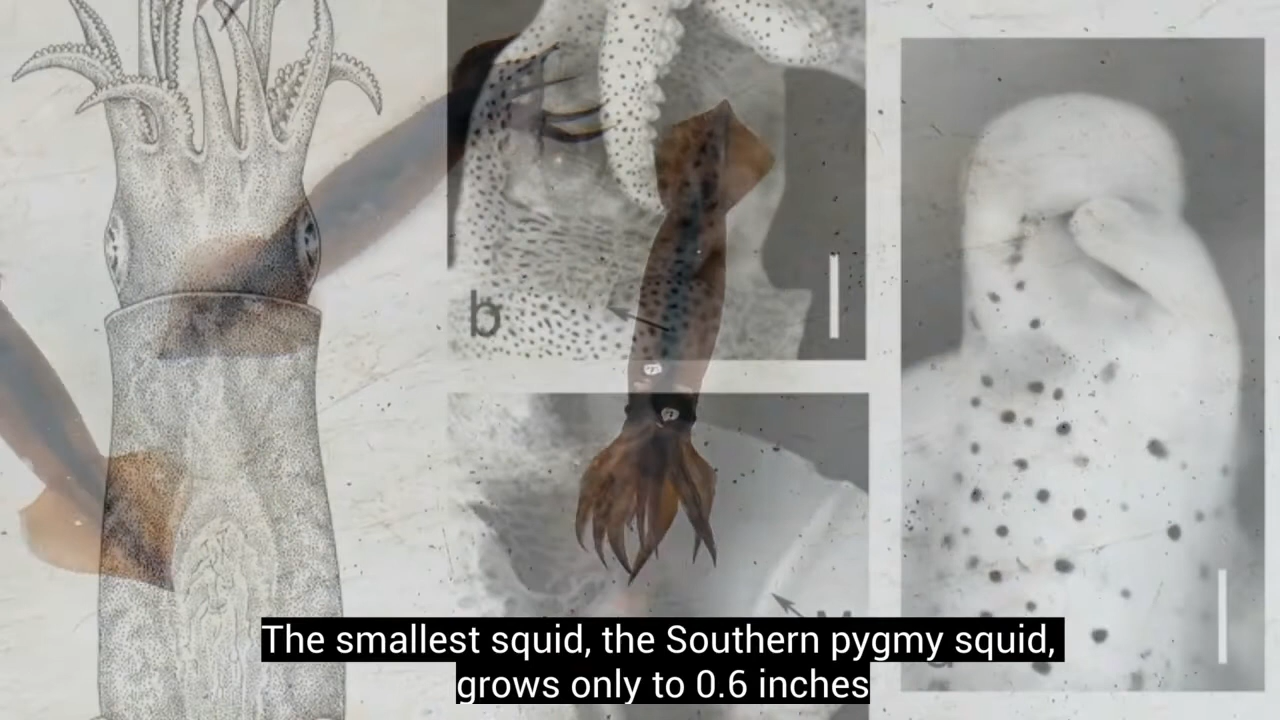 b
The smallest squid, the Southern pygmy squid,
grows only to 0.6 inches